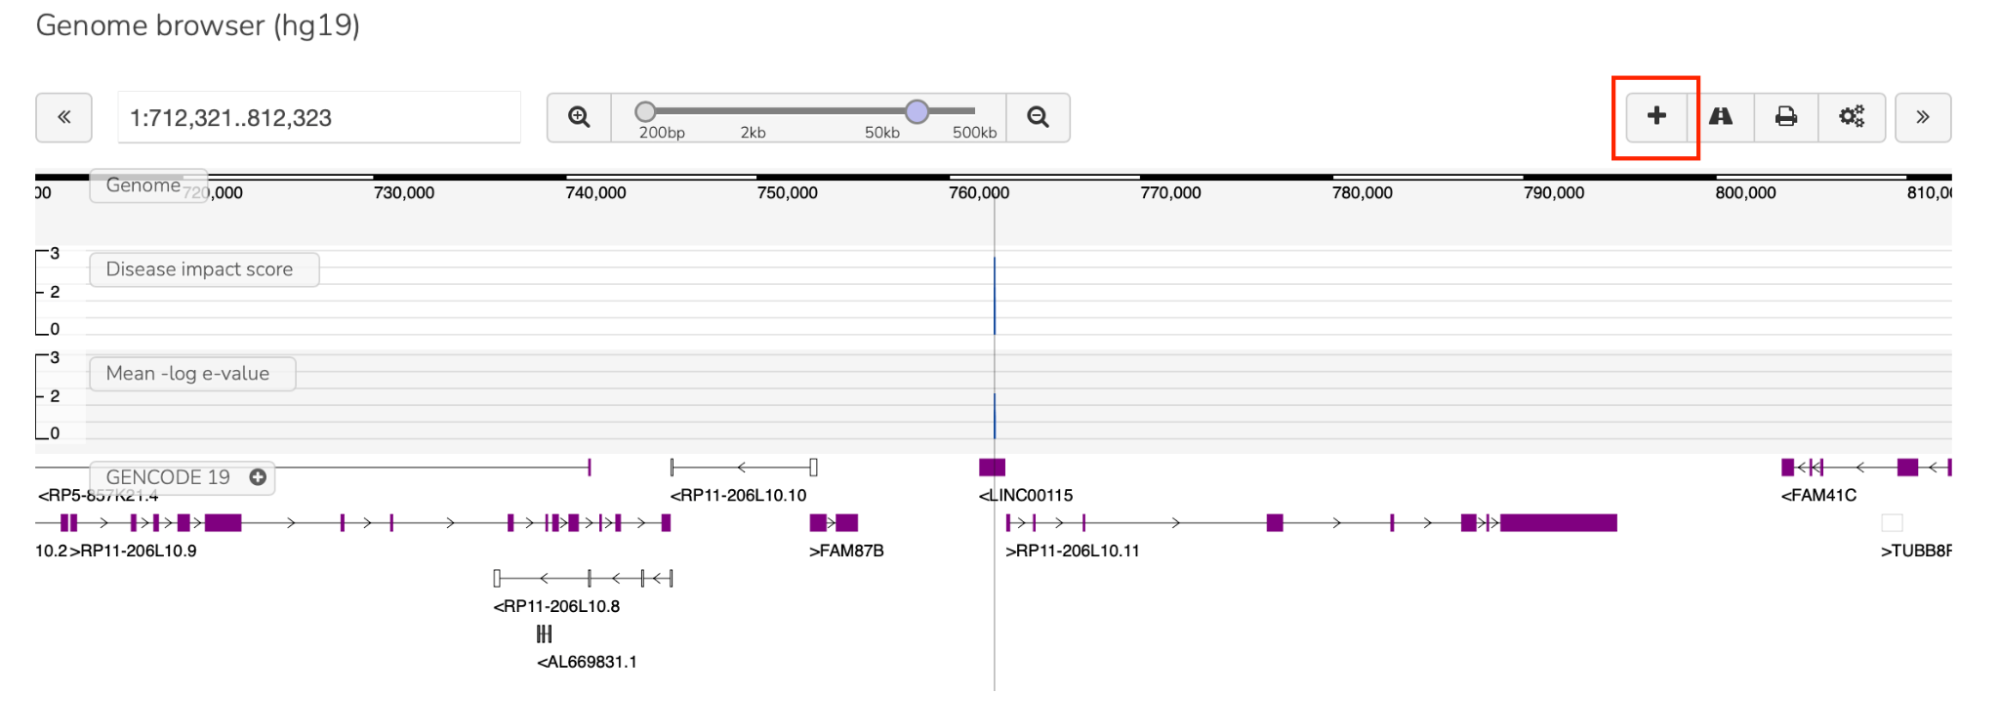 Genome browser (hg19)
«
1:712,321..812,323
200bp 2kb 50kb 500kb
»
Genome
00 720,000 730,000 740,000 750,000 760,000 770,000 780,000 790,000 800,000 810,0
3
Disease impact score
2
0
3
Mean -log e-value
2
0
GENCODE 19
<RP5-857K21.4 <RP11-206L10.10 <LINC00115 <FAM41C
10.2>RP11-206L10.9 >FAM87B >RP11-206L10.11 >TUBB8P
<RP11-206L10.8
<AL669831.1